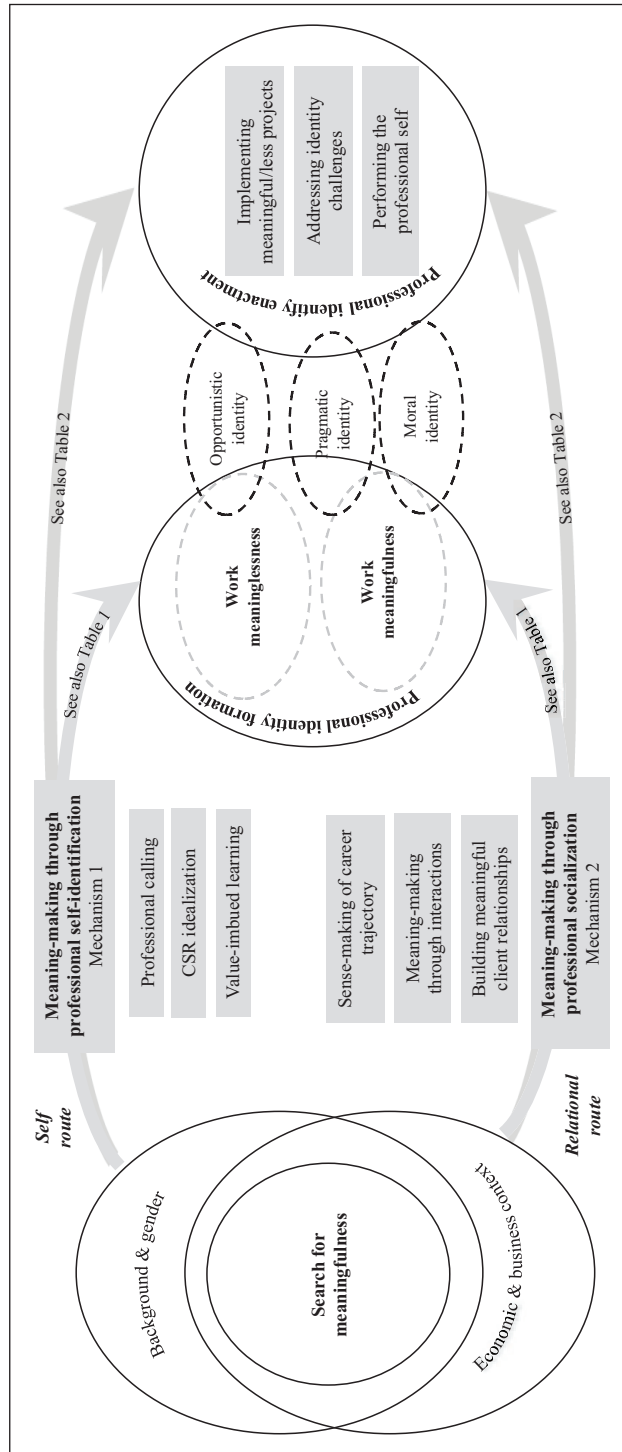 Background & gender
Search for
meaningfulness
Economic & business context
Self
route
Relational
route
Meaning-making through
professional self-identification
Mechanism 1
Professional calling
CSR idealization
Value-imbued learning
Sense-making of career
trajectory
Meaning-making
through interactions
Building meaningful
client relationships
Meaning-making through
professional socialization
Mechanism 2
See also Table 1
See also Table 2
See also Table 1
See also Table 2
Professional identity formation
Work
meaninglessness
Work
meaningfulness
Opportunistic
identity
Pragmatic
identity
Moral
identity
Professional identify enactment
Implementing
meaningful/less projects
Addressing identity
challenges
Performing the
professional self